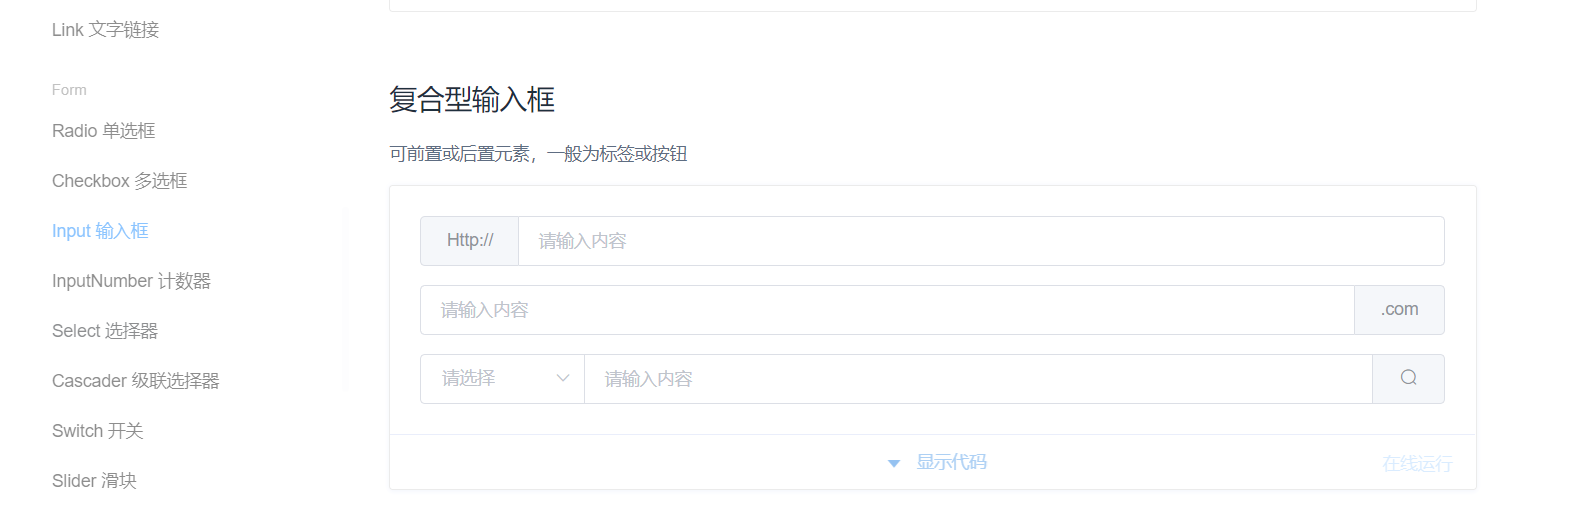 Link 文字链接
Form
Radio 单选框
Checkbox 多选框
Input 输入框
InputNumber 计数器
Select 选择器
Cascader 级联选择器
Switch 开关
Slider 滑块
复合型输入框
可前置或后置元素，一般为标签或按钮
Http:// 请输入内容
请输入内容 .com
请选择 请输入内容
显示代码 在线运行